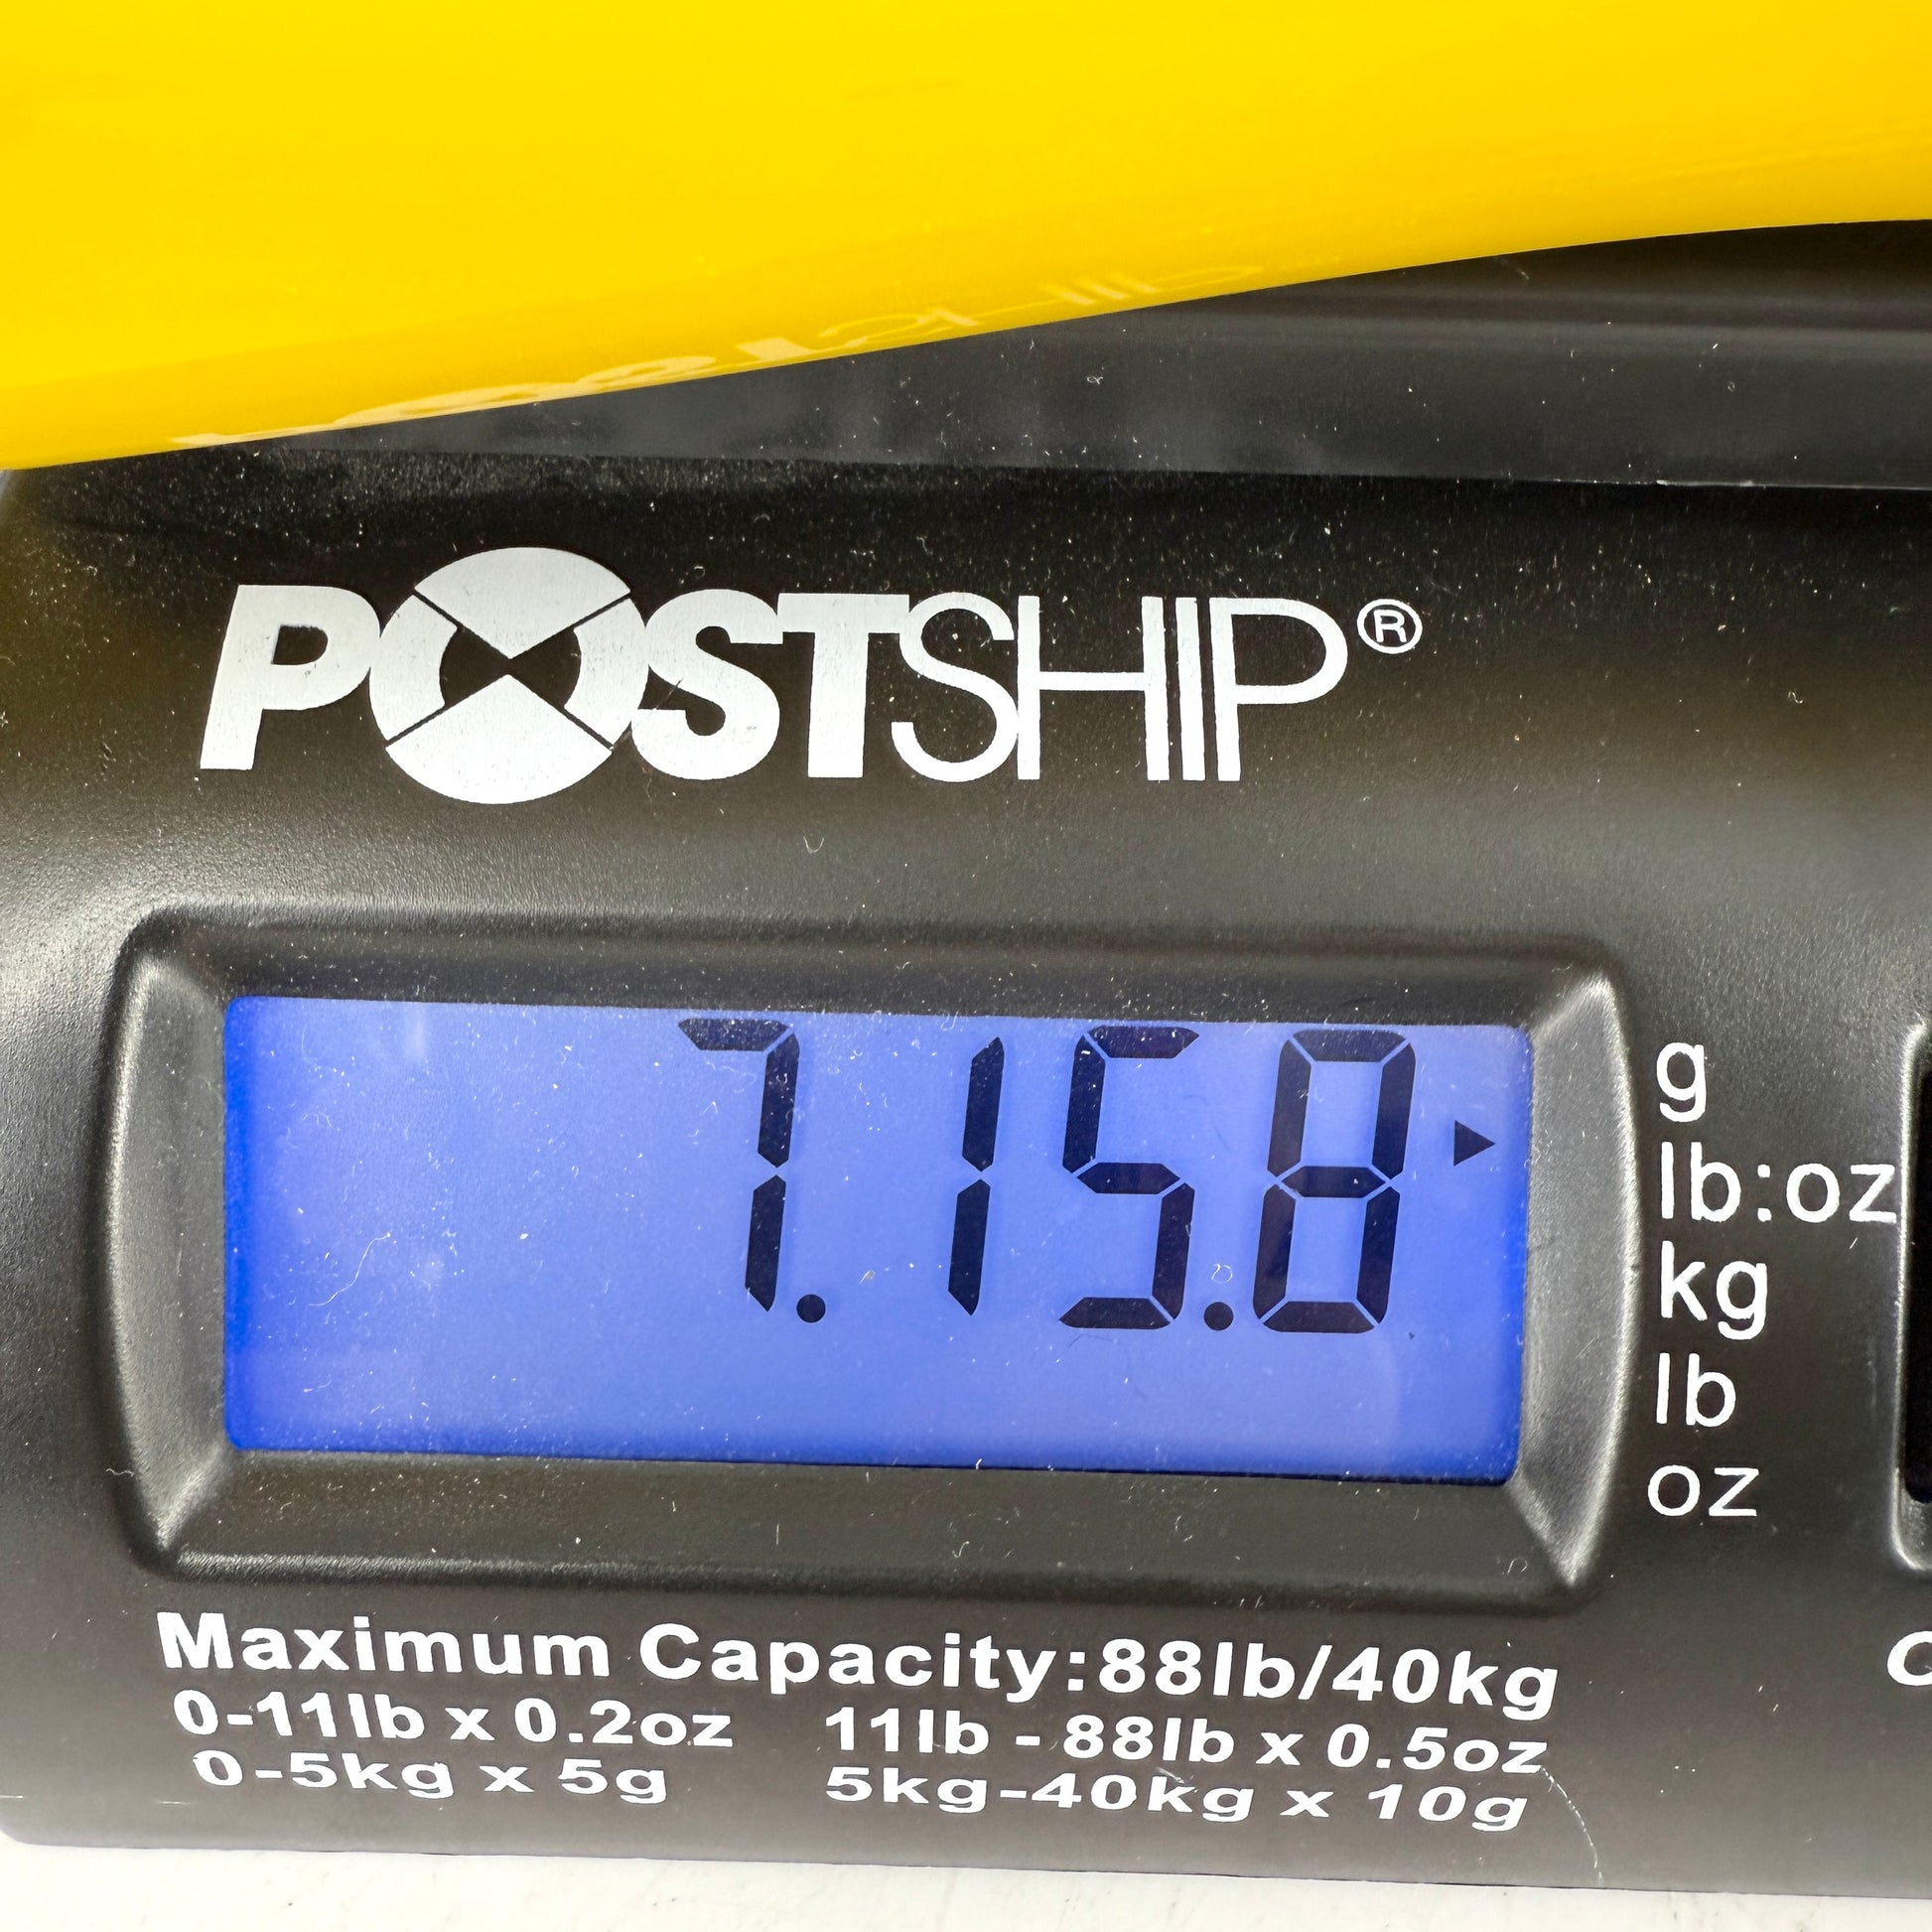 POSTSHIP®
7.15.8
g
lb:oz
kg
lb
oz
Maximum Capacity:88lb/40kg
0-11lb x 0.2oz 11lb - 88lb x 0.5oz
0-5kg x 5g 5kg-40kg x 10g